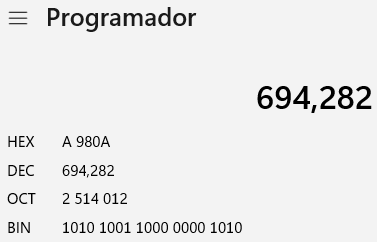 Programador
694,282
HEX A 980A
DEC 694,282
OCT 2 514 012
BIN 1010 1001 1000 0000 1010